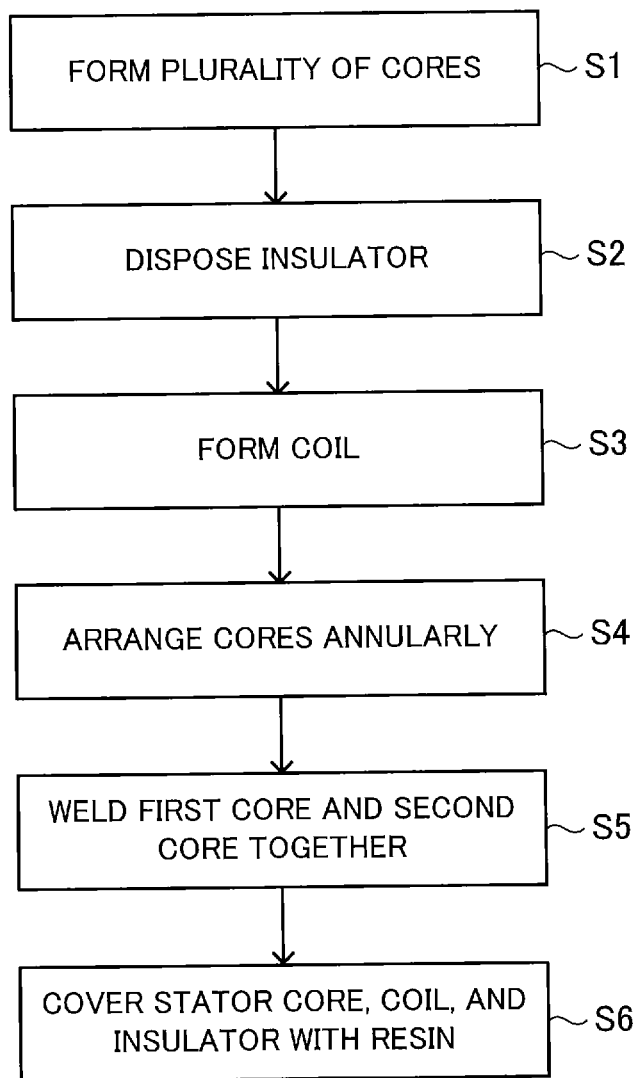 FORM PLURALITY OF CORES
S1
DISPOSE INSULATOR
S2
FORM COIL
S3
ARRANGE CORES ANNULARLY
S4
WELD FIRST CORE AND SECOND
CORE TOGETHER
S5
COVER STATOR CORE, COIL, AND
INSULATOR WITH RESIN
S6